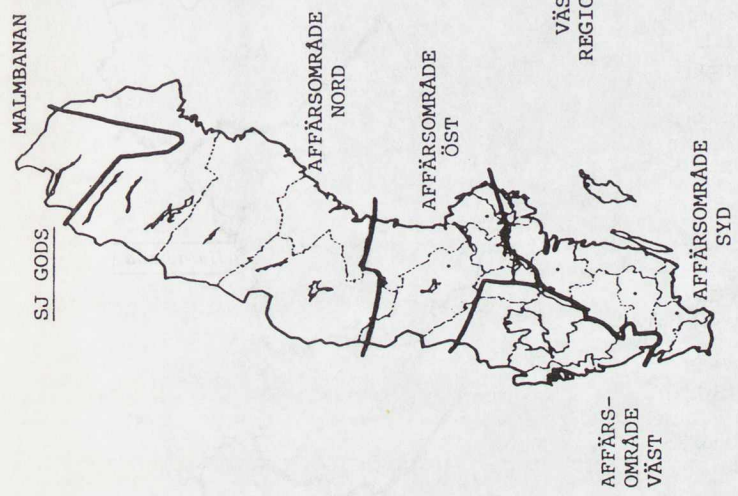 SJ GODS
MALMBANAN
AFFÄRSOMRÅDE
NORD
AFFÄRSOMRÅDE
ÖST
AFFÄRS-
OMRÅDE
VÄST
AFFÄRSOMRÅDE
SYD